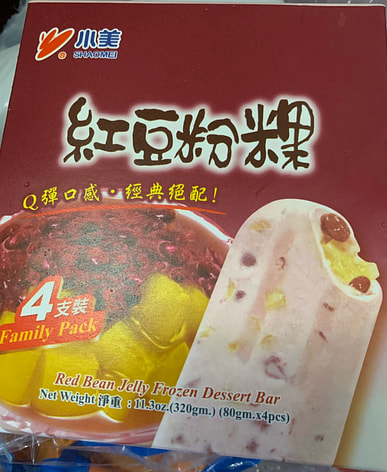 小美
SHAOMEI
紅豆粉粿
Q彈口感·經典絕配!
4支裝
Family Pack
Red Bean Jelly Frozen Dessert Bar
Net Weight 淨重 : 11.3oz.(320gm.) (80gm.x4pcs)